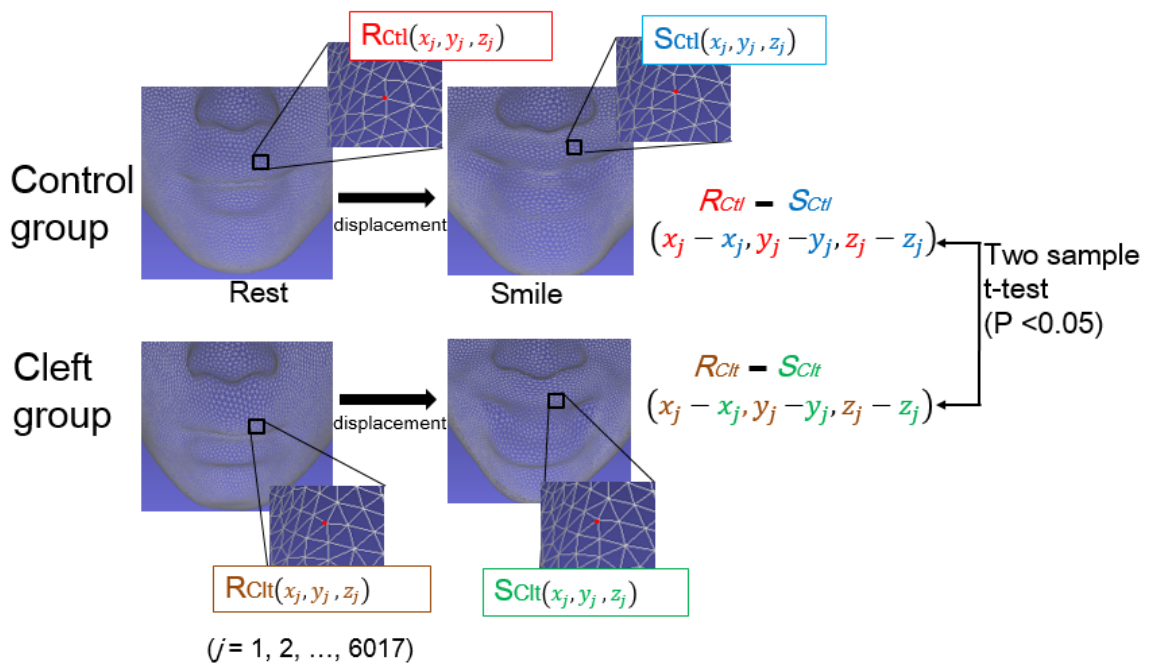 RCtl(xⱼ, yⱼ, zⱼ)
SCtl(xⱼ, yⱼ, zⱼ)
Control
group
displacement
Rest
Smile
RCtl − SCtl
(xⱼ − xⱼ, yⱼ − yⱼ, zⱼ − zⱼ)
Two sample
t-test
(P <0.05)
Cleft
group
displacement
RClt − SClt
(xⱼ − xⱼ, yⱼ − yⱼ, zⱼ − zⱼ)
RClt(xⱼ, yⱼ, zⱼ)
SClt(xⱼ, yⱼ, zⱼ)
(j = 1, 2, …, 6017)